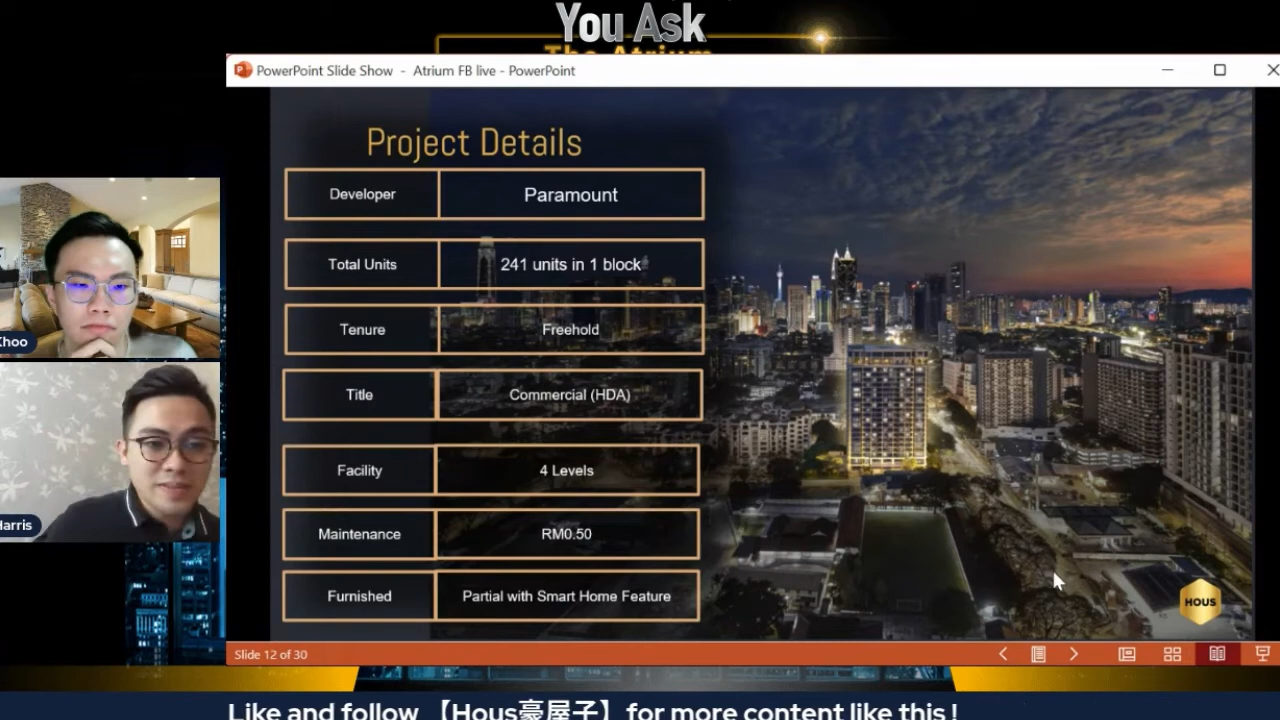 You Ask
The Atrium
PowerPoint Slide Show - Atrium FB live - PowerPoint
Project Details
Developer Paramount
Total Units 241 units in 1 block
Tenure Freehold
Title Commercial (HDA)
Facility 4 Levels
Maintenance RM0.50
Furnished Partial with Smart Home Feature
Khoo
Harris
HOUS
Slide 12 of 30
Like and follow 【Hous豪屋子】 for more content like this !